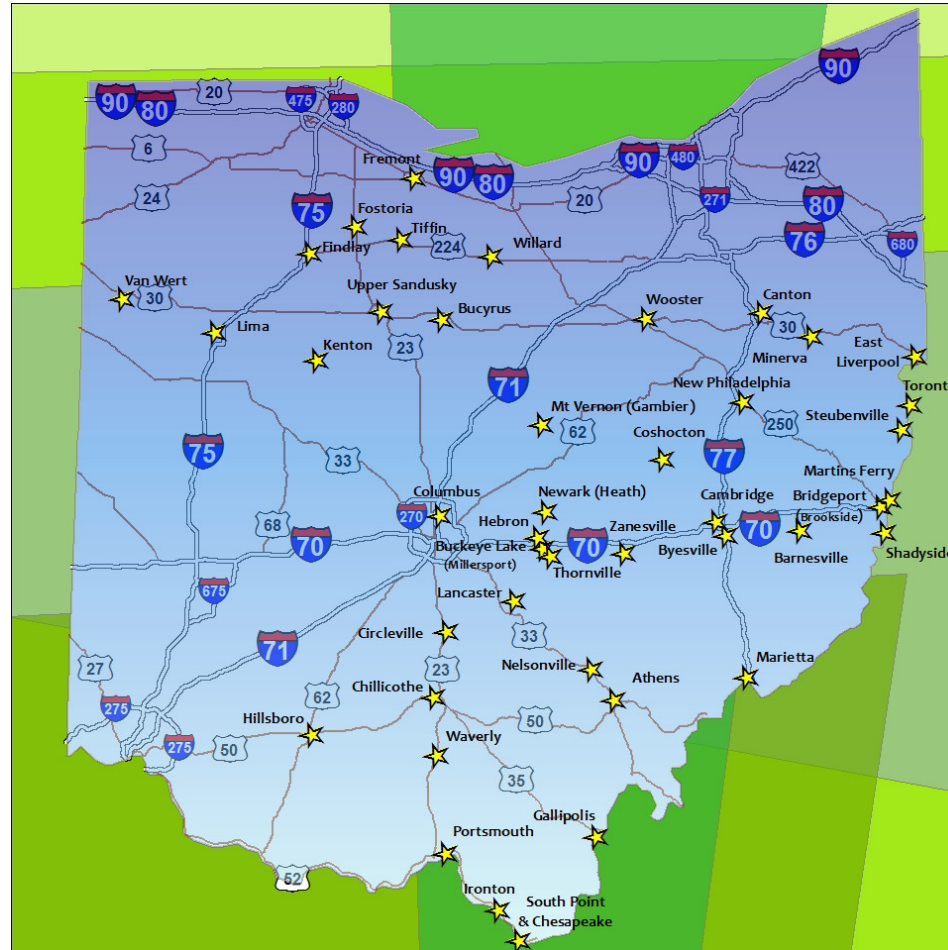 90
20
475
280
90
80
6
Fremont
90
80
90
480
422
24
75
20
271
80
Fostoria
Tiffin
76
680
Findlay
224
Willard
Van Wert
30
Upper Sandusky
Bucyrus
Wooster
Canton
30
Lima
East
Liverpool
Kenton
23
Minerva
71
New Philadelphia
Toront
Mt Vernon (Gambier)
62
250
Steubenville
75
33
Coshocton
77
Martins Ferry
Columbus
Newark (Heath)
Cambridge
Bridgeport
(Brookside)
270
68
Hebron
Zanesville
70
70
70
Buckeye Lake
(Millersport)
Byesville
Barnesville
Shadyside
Thornville
675
Lancaster
71
Circleville
33
27
23
Nelsonville
Marietta
62
Chillicothe
Athens
275
Hillsboro
50
275
50
Waverly
35
Gallipolis
Portsmouth
52
Ironton
South Point
& Chesapeake